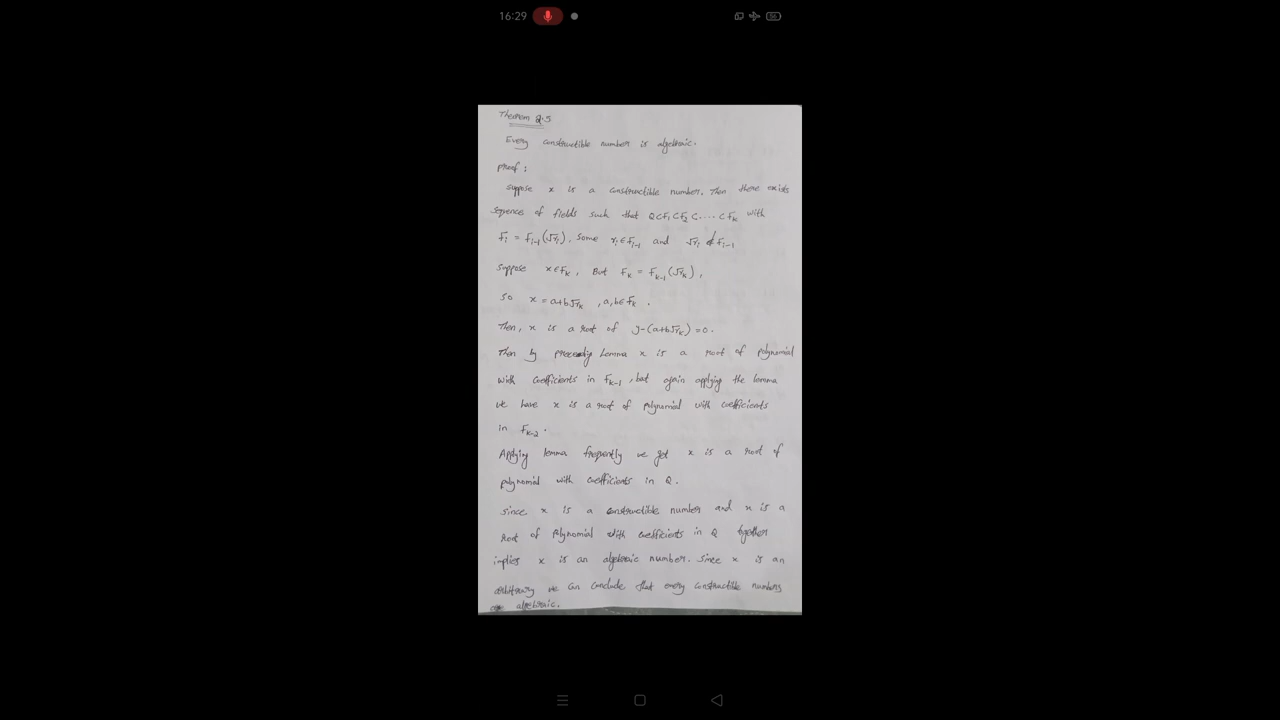 16:29
56
Theorem 2.5
Every constructible number is algebraic.
Proof :
Suppose x is a constructible number. Then there exists
sequence of fields such that Q⊂F₁⊂F₂⊂....⊂Fₖ with
Fᵢ = Fᵢ₋₁(√rᵢ). Some rᵢ∈Fᵢ₋₁ and √rᵢ ∉ Fᵢ₋₁
Suppose x∈Fₖ, But Fₖ = Fₖ₋₁(√rₖ),
So x = a+b√rₖ , a,b∈Fₖ .
Then, x is a root of y-(a+b√rₖ)=0.
Then by preceedig Lemma x is a root of polynomial
with coefficients in Fₖ₋₁, but again applying the lemma
we have x is a root of polynomial with coefficients
in Fₖ₋₂.
Applying lemma frequently we get x is a root of
polynomial with coefficients in Q.
Since x is a constructible number and x is a
root of polynomial with coefficients in Q together
implies x is an algebraic number. Since x is an
arbitrary we can conclude that every constructible numbers
are algebraic.